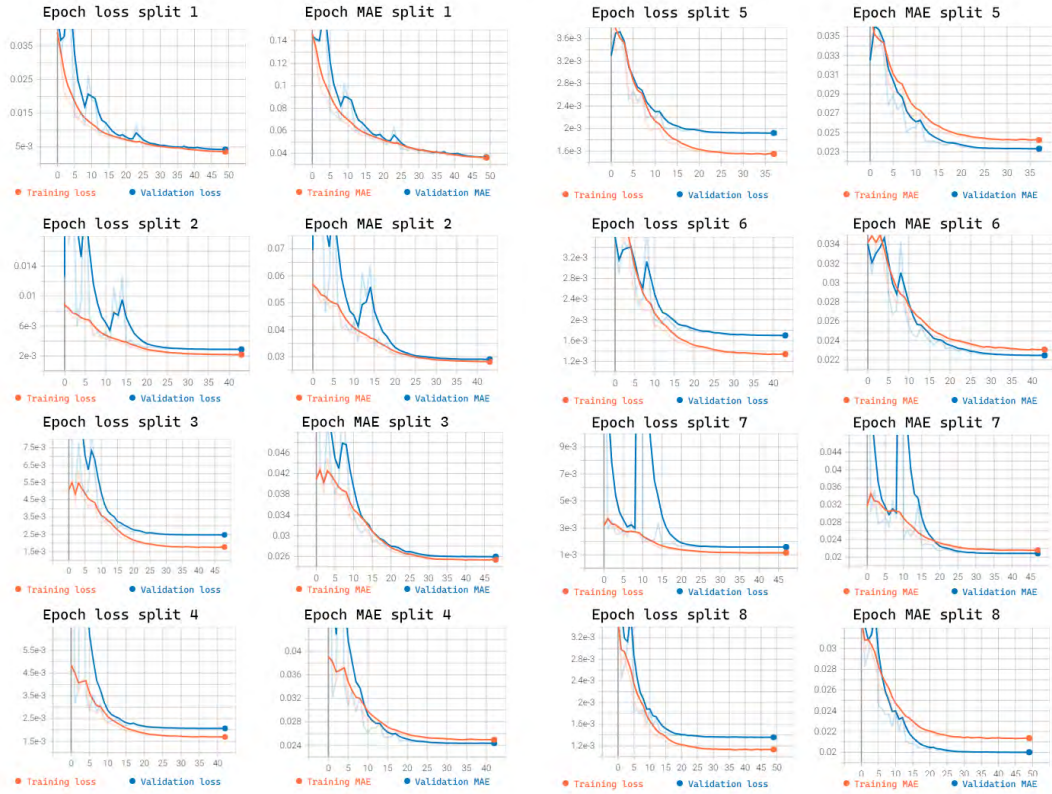 Epoch loss split 1
0.035
0.025
0.015
5e-3
0 5 10 15 20 25 30 35 40 45 50
Training loss Validation loss
Epoch MAE split 1
0.14
0.12
0.1
0.08
0.06
0.04
0 5 10 15 20 25 30 35 40 45 50
Training MAE Validation MAE
Epoch loss split 5
3.6e-3
3.2e-3
2.8e-3
2.4e-3
2e-3
1.6e-3
0 5 10 15 20 25 30 35
Training loss Validation loss
Epoch MAE split 5
0.035
0.033
0.031
0.029
0.027
0.025
0.023
0 5 10 15 20 25 30 35
Training MAE Validation MAE
Epoch loss split 2
0.014
0.01
6e-3
2e-3
0 5 10 15 20 25 30 35 40
Training loss Validation loss
Epoch MAE split 2
0.07
0.06
0.05
0.04
0.03
0 5 10 15 20 25 30 35 40
Training MAE Validation MAE
Epoch loss split 6
3.2e-3
2.8e-3
2.4e-3
2e-3
1.6e-3
1.2e-3
0 5 10 15 20 25 30 35 40
Training loss Validation loss
Epoch MAE split 6
0.034
0.032
0.03
0.028
0.026
0.024
0.022
0 5 10 15 20 25 30 35 40
Training MAE Validation MAE
Epoch loss split 3
7.5e-3
6.5e-3
5.5e-3
4.5e-3
3.5e-3
2.5e-3
1.5e-3
0 5 10 15 20 25 30 35 40 45
Training loss Validation loss
Epoch MAE split 3
0.046
0.042
0.038
0.034
0.03
0.026
0 5 10 15 20 25 30 35 40 45
Training MAE Validation MAE
Epoch loss split 7
9e-3
7e-3
5e-3
3e-3
1e-3
0 5 10 15 20 25 30 35 40 45
Training loss Validation loss
Epoch MAE split 7
0.044
0.04
0.036
0.032
0.028
0.024
0.02
0 5 10 15 20 25 30 35 40 45
Training MAE Validation MAE
Epoch loss split 4
5.5e-3
4.5e-3
3.5e-3
2.5e-3
1.5e-3
0 5 10 15 20 25 30 35 40
Training loss Validation loss
Epoch MAE split 4
0.04
0.036
0.032
0.028
0.024
0 5 10 15 20 25 30 35 40
Training MAE Validation MAE
Epoch loss split 8
3.2e-3
2.8e-3
2.4e-3
2e-3
1.6e-3
1.2e-3
0 5 10 15 20 25 30 35 40 45 50
Training loss Validation loss
Epoch MAE split 8
0.03
0.028
0.026
0.024
0.022
0.02
0 5 10 15 20 25 30 35 40 45 50
Training MAE Validation MAE